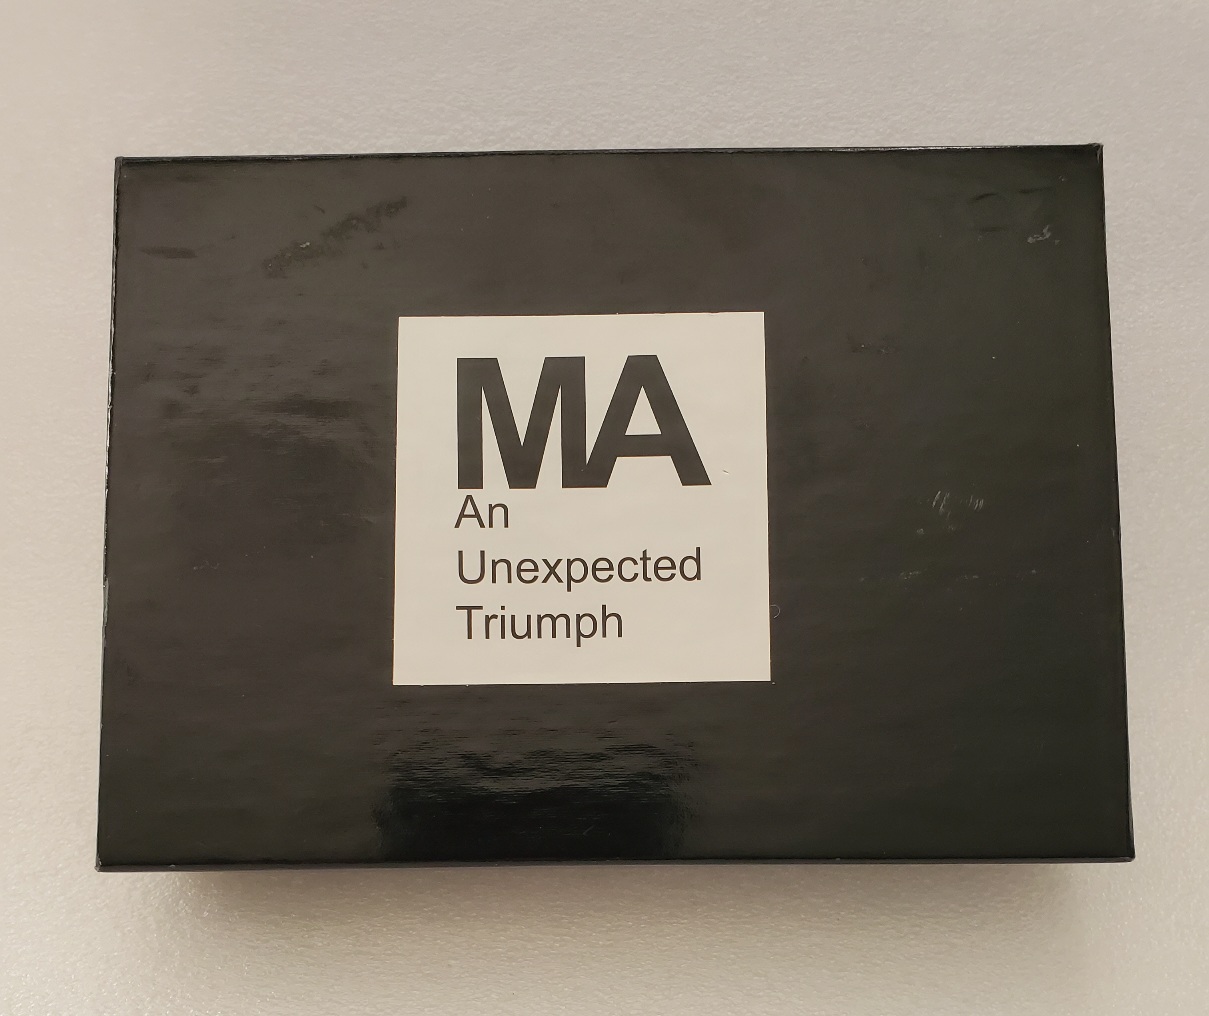 MA
An
Unexpected
Triumph